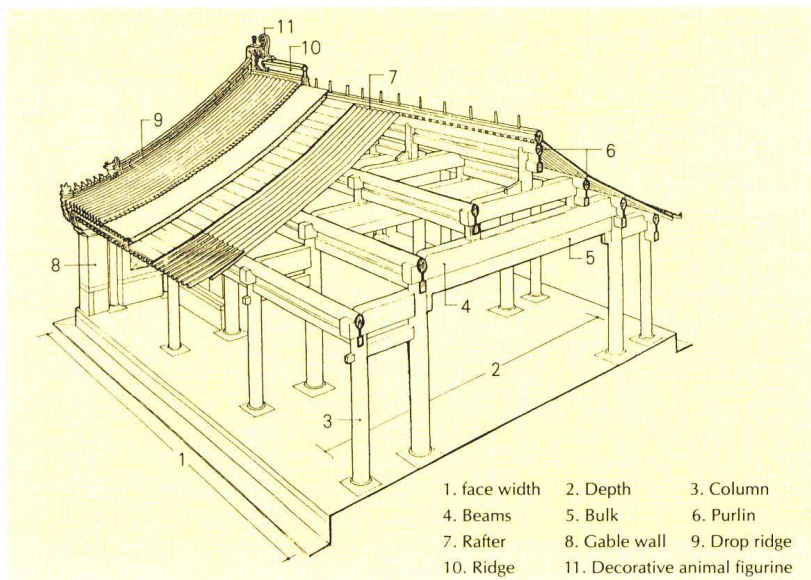 11
10
7
9
6
8
5
4
2
3
1
1. face width 2. Depth 3. Column
4. Beams 5. Bulk 6. Purlin
7. Rafter 8. Gable wall 9. Drop ridge
10. Ridge 11. Decorative animal figurine